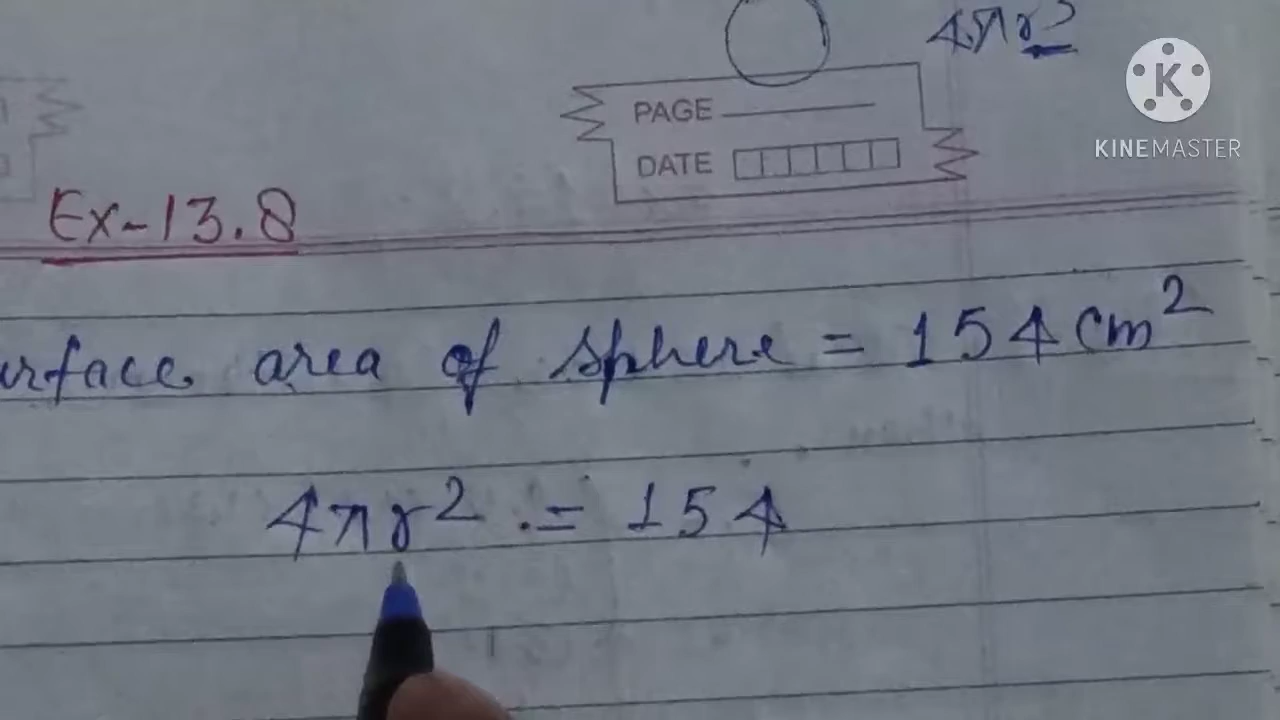 4πr²
K
KINEMASTER
PAGE
DATE
Ex-13.8
urface area of sphere = 154 cm²
4πr² = 154